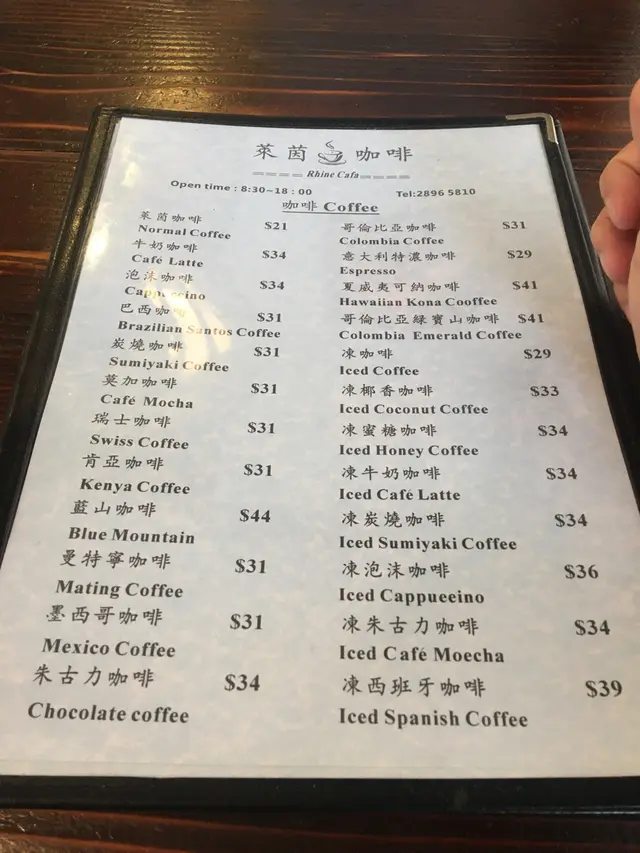 萊茵 咖啡
==== Rhine Cafa ====
Open time : 8:30~18 : 00 Tel:2896 5810
咖啡 Coffee
萊茵咖啡 $21
Normal Coffee
牛奶咖啡 $34
Café Latte
泡沫咖啡 $34
Cappuccino
巴西咖啡 $31
Brazilian Santos Coffee
炭燒咖啡 $31
Sumiyaki Coffee
莫加咖啡 $31
Café Mocha
瑞士咖啡 $31
Swiss Coffee
肯亞咖啡 $31
Kenya Coffee
藍山咖啡 $44
Blue Mountain
曼特寧咖啡 $31
Mating Coffee
墨西哥咖啡 $31
Mexico Coffee
朱古力咖啡 $34
Chocolate coffee
哥倫比亞咖啡 $31
Colombia Coffee
意大利特濃咖啡 $29
Espresso
夏威夷可納咖啡 $41
Hawaiian Kona Cooffee
哥倫比亞綠寶山咖啡 $41
Colombia Emerald Coffee
凍咖啡 $29
Iced Coffee
凍椰香咖啡 $33
Iced Coconut Coffee
凍蜜糖咖啡 $34
Iced Honey Coffee
凍牛奶咖啡 $34
Iced Café Latte
凍炭燒咖啡 $34
Iced Sumiyaki Coffee
凍泡沫咖啡 $36
Iced Cappueeino
凍朱古力咖啡 $34
Iced Café Moecha
凍西班牙咖啡 $39
Iced Spanish Coffee